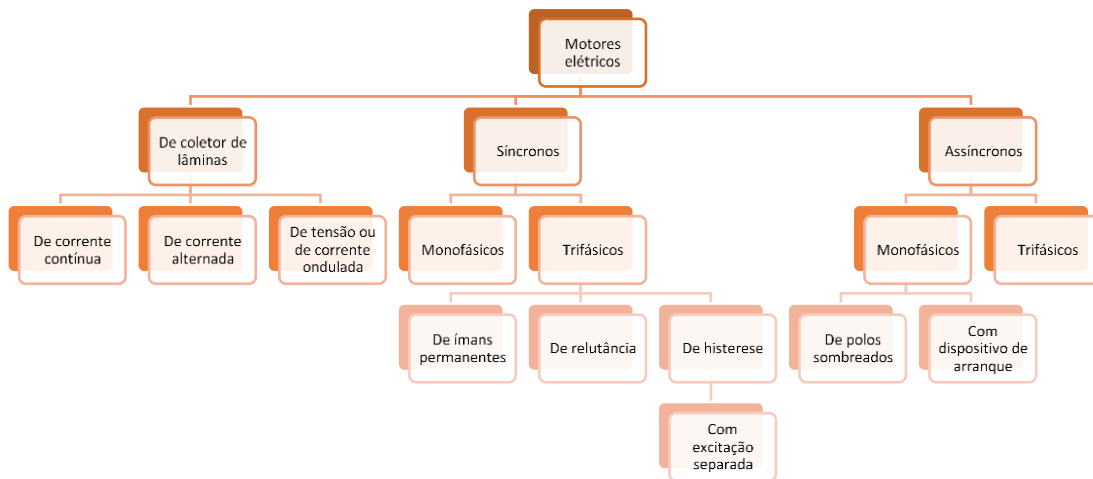 Motores
elétricos
De coletor de
lâminas
Síncronos
Assíncronos
De corrente
contínua
De corrente
alternada
De tensão ou
de corrente
ondulada
Monofásicos
Trifásicos
Monofásicos
Trifásicos
De ímans
permanentes
De relutância
De histerese
De polos
sombreados
Com
dispositivo de
arranque
Com
excitação
separada